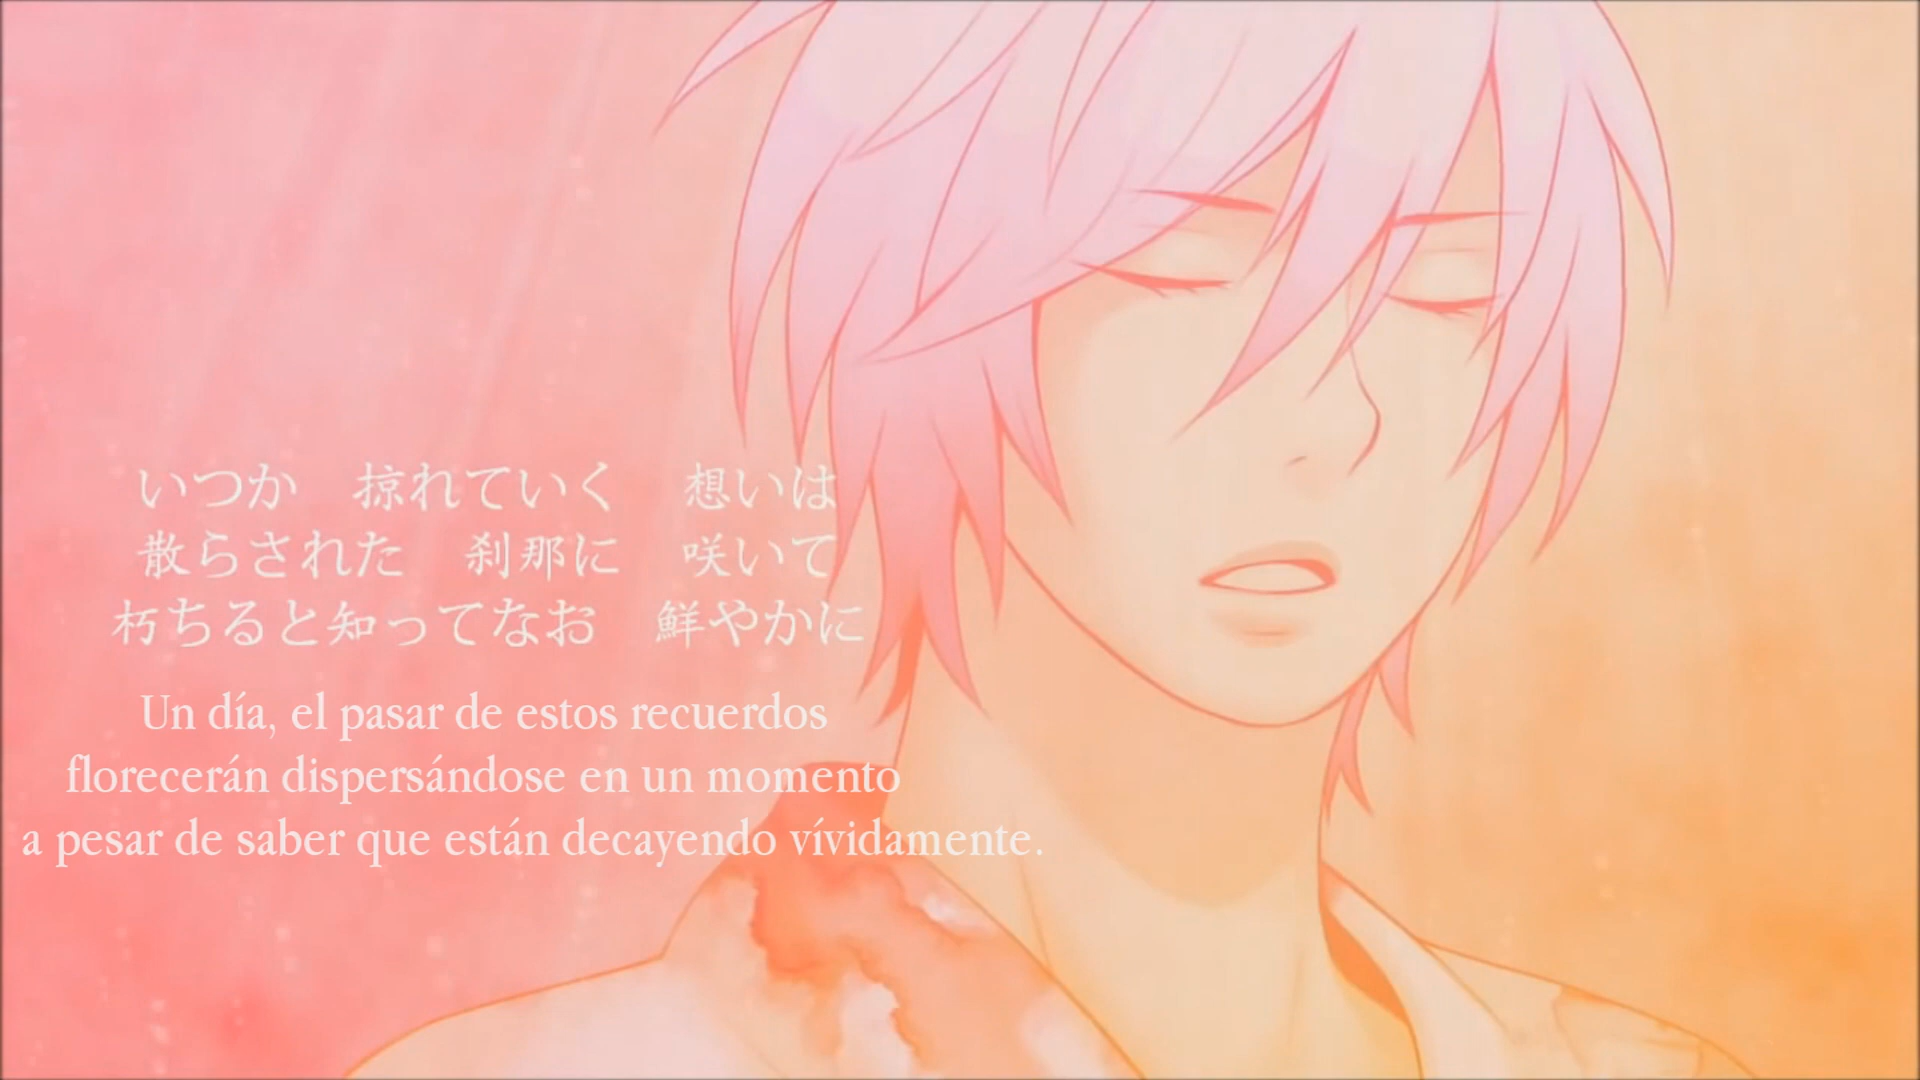 いつか　掠れていく　想いは
散らされた　刹那に　咲いて
朽ちると知ってなお　鮮やかに
Un día, el pasar de estos recuerdos
florecerán dispersándose en un momento
a pesar de saber que están decayendo vívidamente.